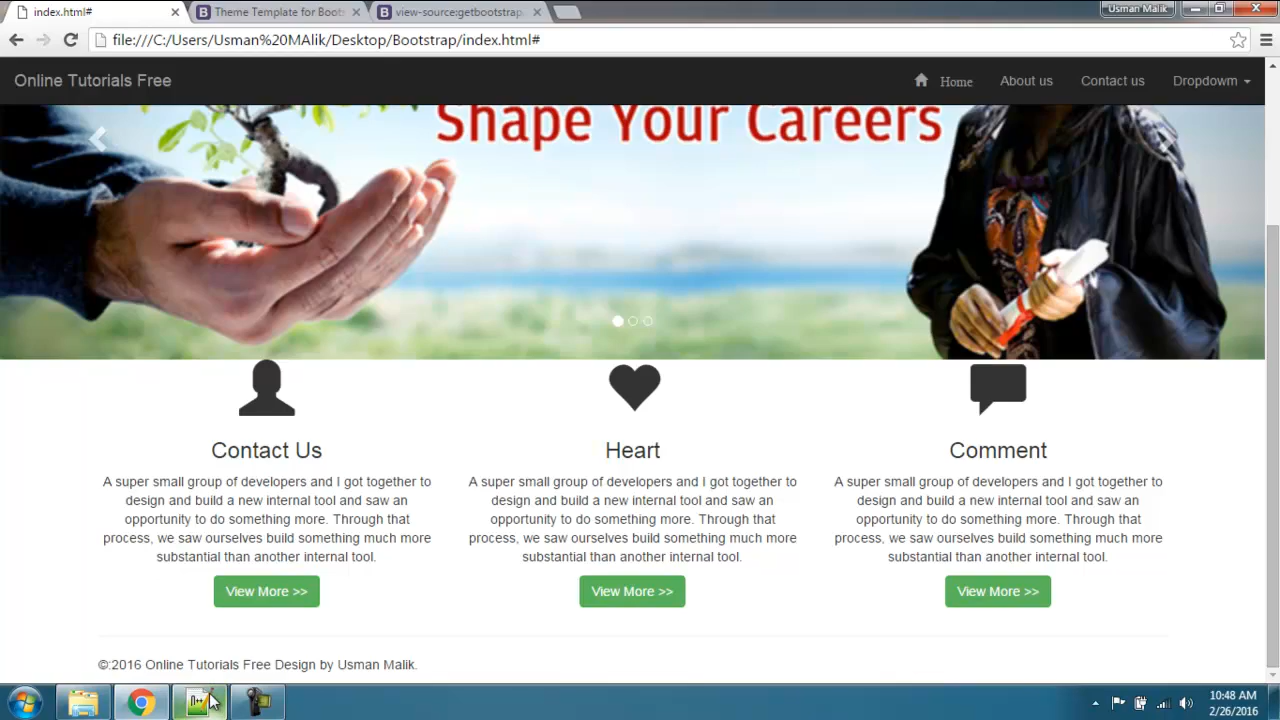 index.html#
Theme Template for Boots
view-source:getbootstrap.
Usman Malik
file:///C:/Users/Usman%20MAlik/Desktop/Bootstrap/index.html#
Online Tutorials Free
Home
About us
Contact us
Dropdowm
Shape Your Careers
Contact Us
Heart
Comment
A super small group of developers and I got together to
design and build a new internal tool and saw an
opportunity to do something more. Through that
process, we saw ourselves build something much more
substantial than another internal tool.
A super small group of developers and I got together to
design and build a new internal tool and saw an
opportunity to do something more. Through that
process, we saw ourselves build something much more
substantial than another internal tool.
A super small group of developers and I got together to
design and build a new internal tool and saw an
opportunity to do something more. Through that
process, we saw ourselves build something much more
substantial than another internal tool.
View More >>
View More >>
View More >>
©:2016 Online Tutorials Free Design by Usman Malik.
10:48 AM
2/26/2016